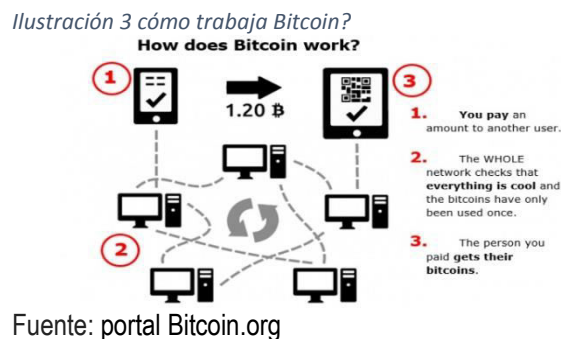 Ilustración 3 cómo trabaja Bitcoin?
How does Bitcoin work?
1
1.20 ₿
3
2
1. You pay an
amount to another user.
2. The WHOLE
network checks that
everything is cool and
the bitcoins have only
been used once.
3. The person you
paid gets their
bitcoins.
Fuente: portal Bitcoin.org